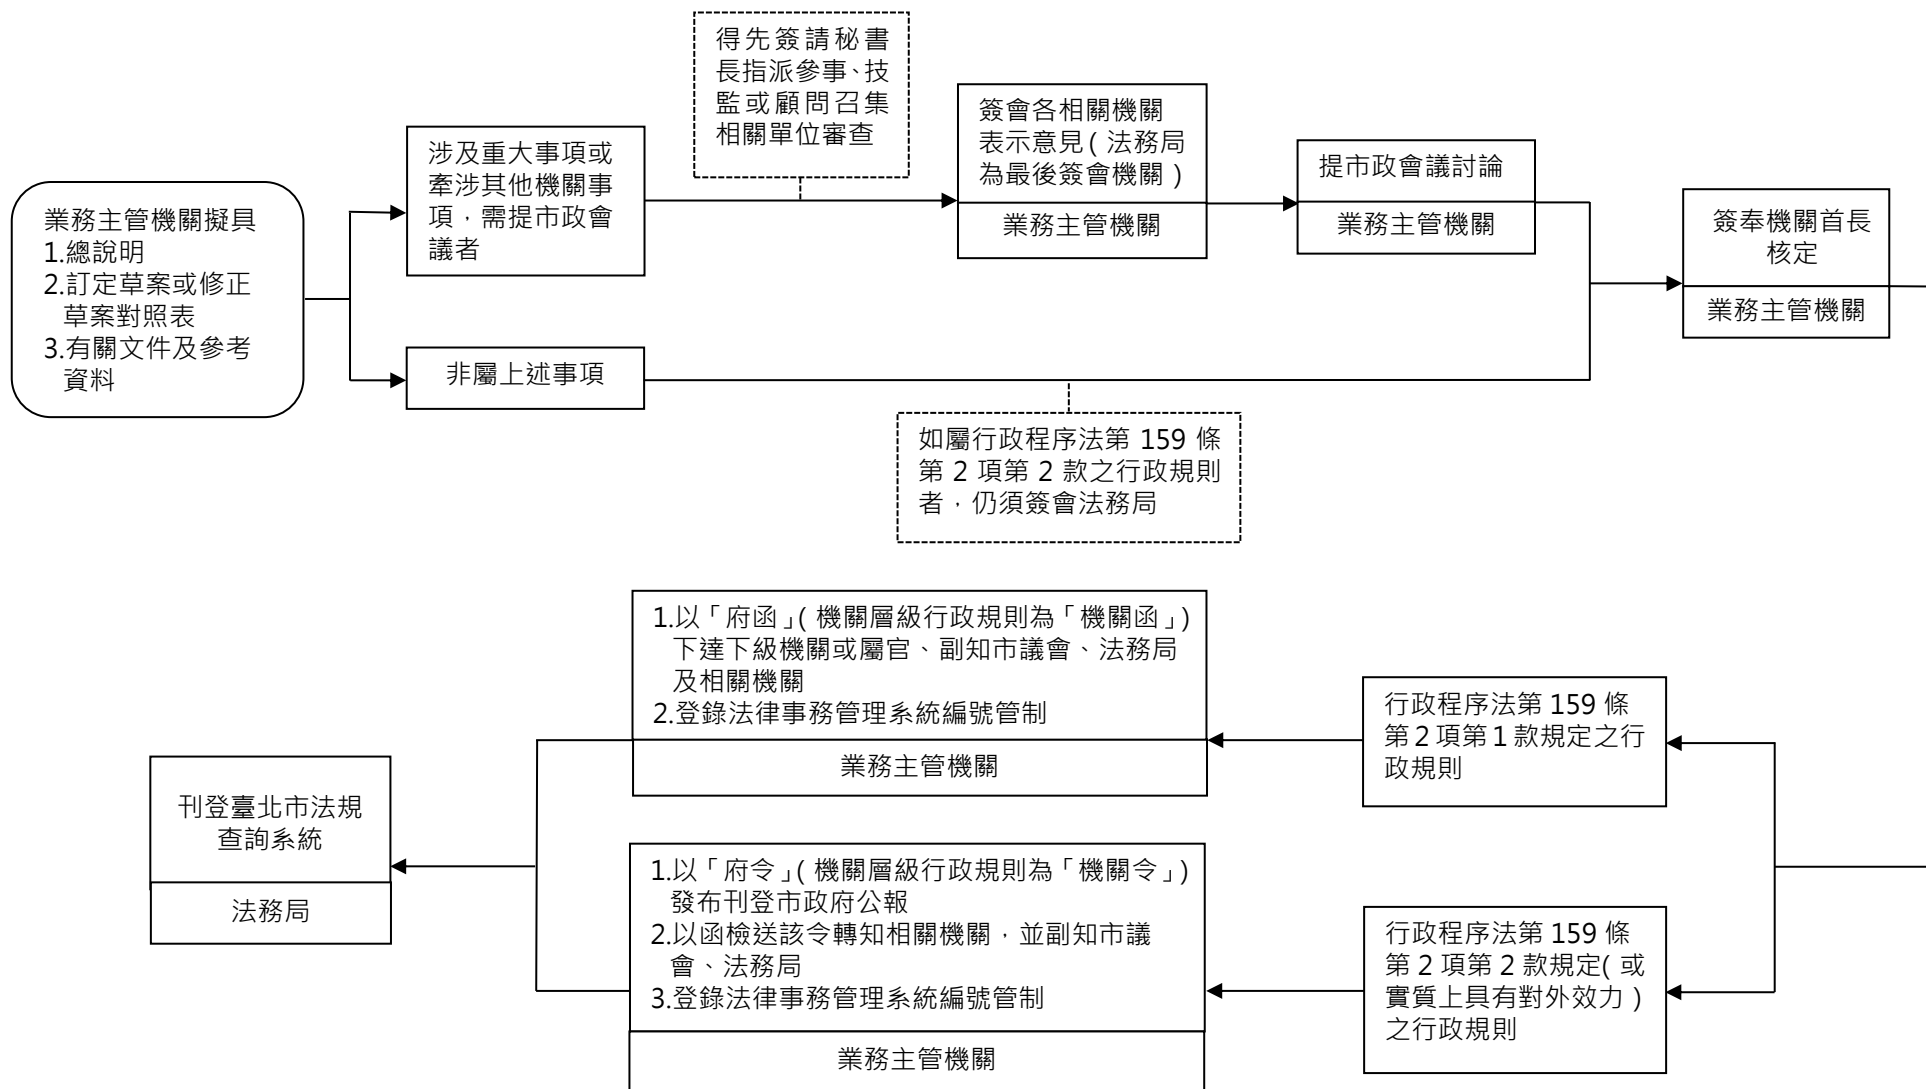 得先簽請秘書
長指派參事、技
監或顧問召集
相關單位審查
業務主管機關擬具
1.總說明
2.訂定草案或修正
草案對照表
3.有關文件及參考
資料
涉及重大事項或
牽涉其他機關事
項，需提市政會
議者
非屬上述事項
簽會各相關機關
表示意見(法務局
為最後簽會機關)
業務主管機關
提市政會議討論
業務主管機關
簽奉機關首長
核定
業務主管機關
如屬行政程序法第 159 條
第 2 項第 2 款之行政規則
者，仍須簽會法務局
行政程序法第 159 條
第 2 項第 1 款規定之行
政規則
行政程序法第 159 條
第 2 項第 2 款規定(或
實質上具有對外效力)
之行政規則
1.以「府函」(機關層級行政規則為「機關函」)
下達下級機關或屬官、副知市議會、法務局
及相關機關
2.登錄法律事務管理系統編號管制
業務主管機關
1.以「府令」(機關層級行政規則為「機關令」)
發布刊登市政府公報
2.以函檢送該令轉知相關機關，並副知市議
會、法務局
3.登錄法律事務管理系統編號管制
業務主管機關
刊登臺北市法規
查詢系統
法務局